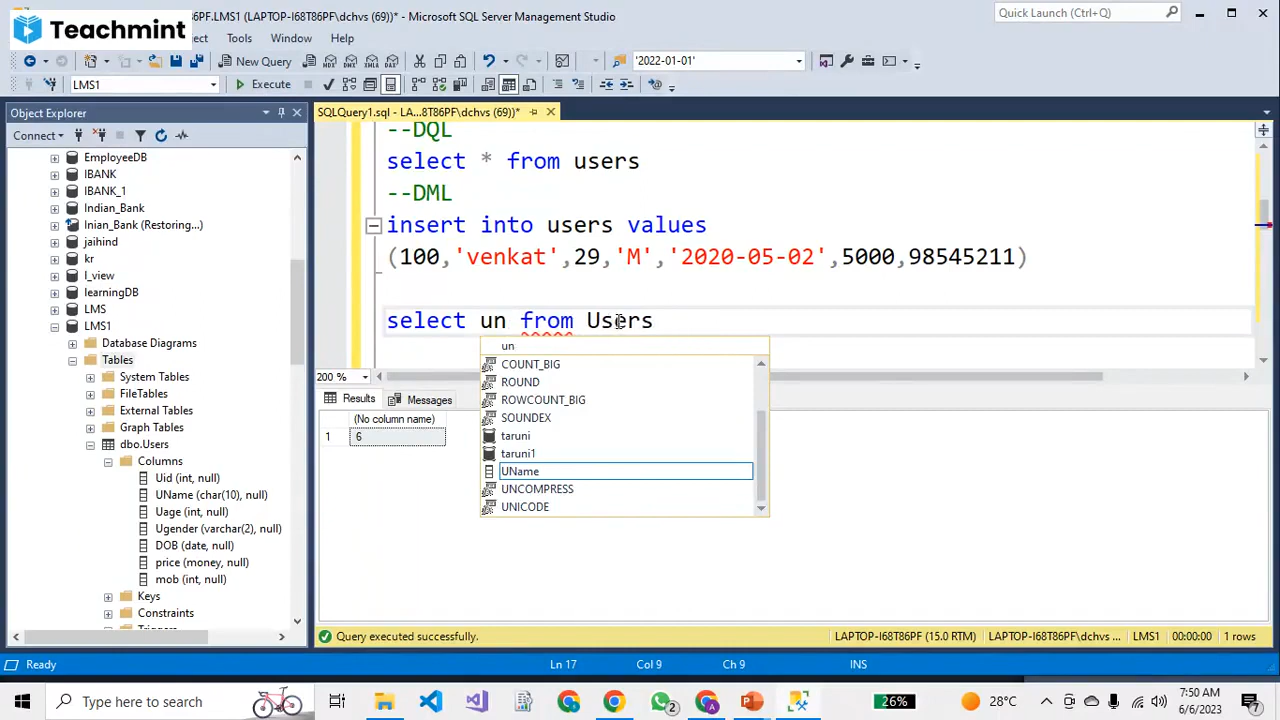 Teachmint
PF.LMS1 (LAPTOP-I68T86PF\dchvs (69))* - Microsoft SQL Server Management Studio
Quick Launch (Ctrl+Q)
Tools Window Help
New Query
MDX DMX XMLA DAX
'2022-01-01'
LMS1
Execute
Object Explorer
Connect
SQLQuery1.sql - LA...8T86PF\dchvs (69))*
EmployeeDB
IBANK
IBANK_1
Indian_Bank
Inian_Bank (Restoring...)
jaihind
kr
l_view
learningDB
LMS
LMS1
Database Diagrams
Tables
System Tables
FileTables
External Tables
Graph Tables
dbo.Users
Columns
Uid (int, null)
UName (char(10), null)
Uage (int, null)
Ugender (varchar(2), null)
DOB (date, null)
price (money, null)
mob (int, null)
Keys
Constraints
Triggers
--DQL
select * from users
--DML
insert into users values
(100,'venkat',29,'M','2020-05-02',5000,98545211)
select un from Users
un
COUNT_BIG
ROUND
ROWCOUNT_BIG
SOUNDEX
taruni
taruni1
UName
UNCOMPRESS
UNICODE
200 %
Results Messages
(No column name)
1 6
Query executed successfully.
LAPTOP-I68T86PF (15.0 RTM) LAPTOP-I68T86PF\dchvs ... LMS1 00:00:00 1 rows
Ready
Ln 17 Col 9 Ch 9 INS
Type here to search
2
26%
28°C
7:50 AM
6/6/2023
7